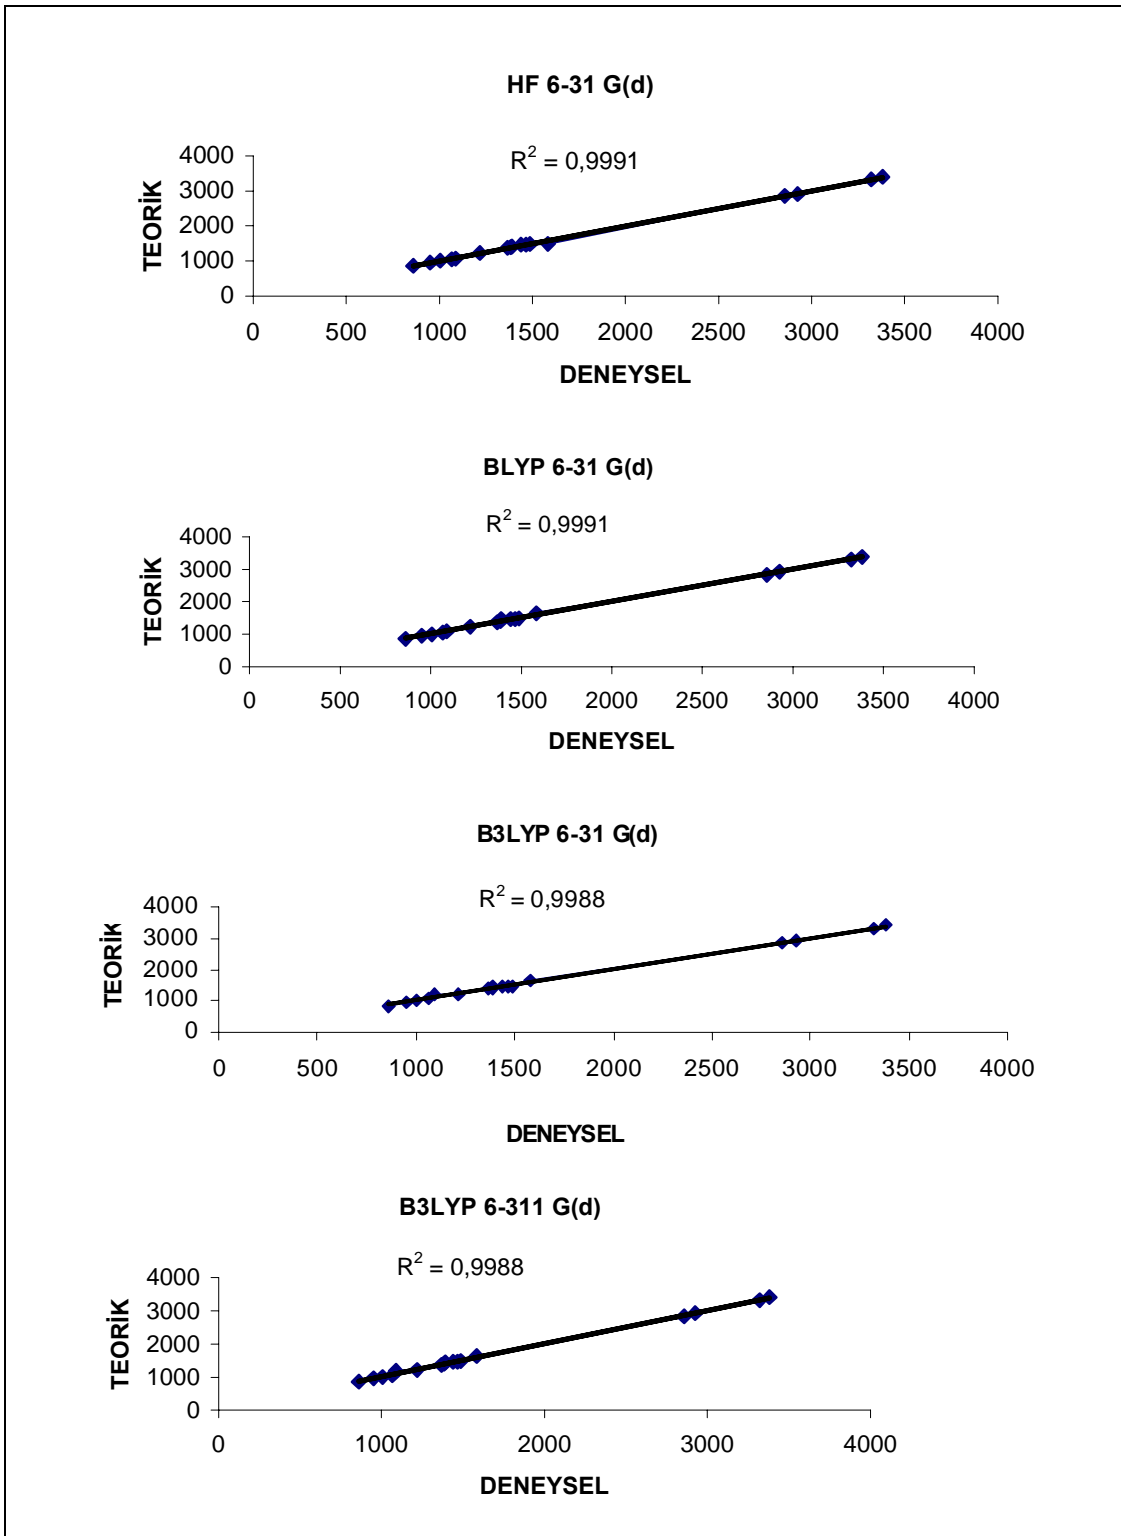 HF 6-31 G(d)
R² = 0,9991
4000
3000
2000
1000
0
TEORİK
0 500 1000 1500 2000 2500 3000 3500 4000
DENEYSEL
BLYP 6-31 G(d)
R² = 0,9991
4000
3000
2000
1000
0
TEORİK
0 500 1000 1500 2000 2500 3000 3500 4000
DENEYSEL
B3LYP 6-31 G(d)
R² = 0,9988
4000
3000
2000
1000
0
TEORİK
0 500 1000 1500 2000 2500 3000 3500 4000
DENEYSEL
B3LYP 6-311 G(d)
R² = 0,9988
4000
3000
2000
1000
0
TEORİK
0 1000 2000 3000 4000
DENEYSEL